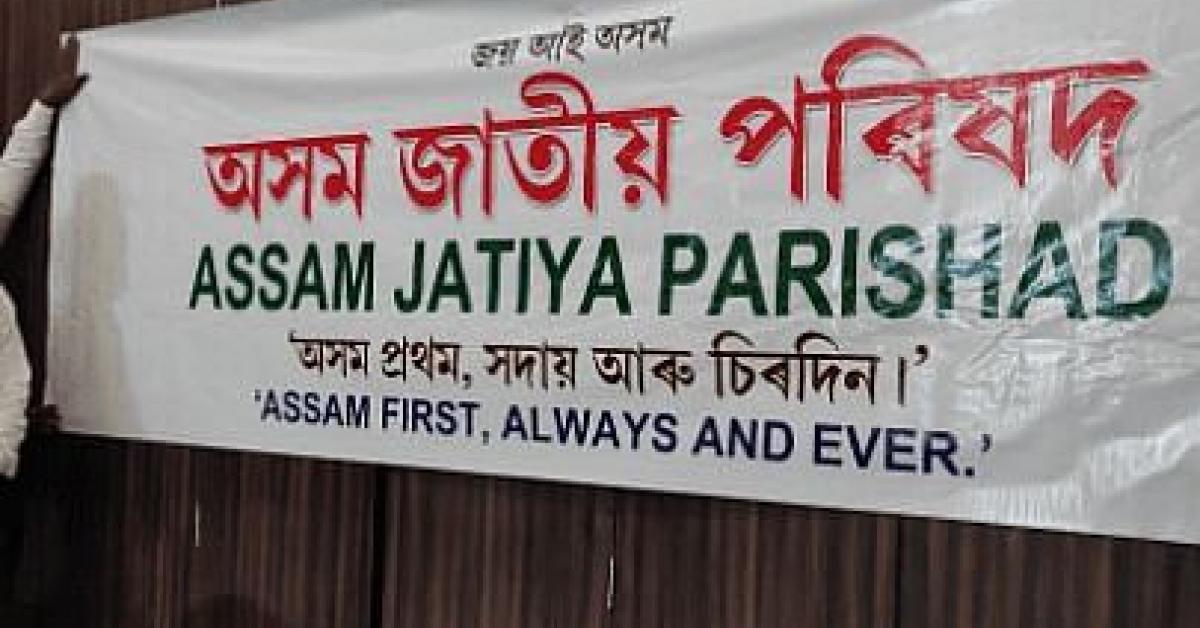 জয় আই অসম
অসম জাতীয় পৰিষদ
ASSAM JATIYA PARISHAD
'অসম প্ৰথম, সদায় আৰু চিৰদিন।'
'ASSAM FIRST, ALWAYS AND EVER.'